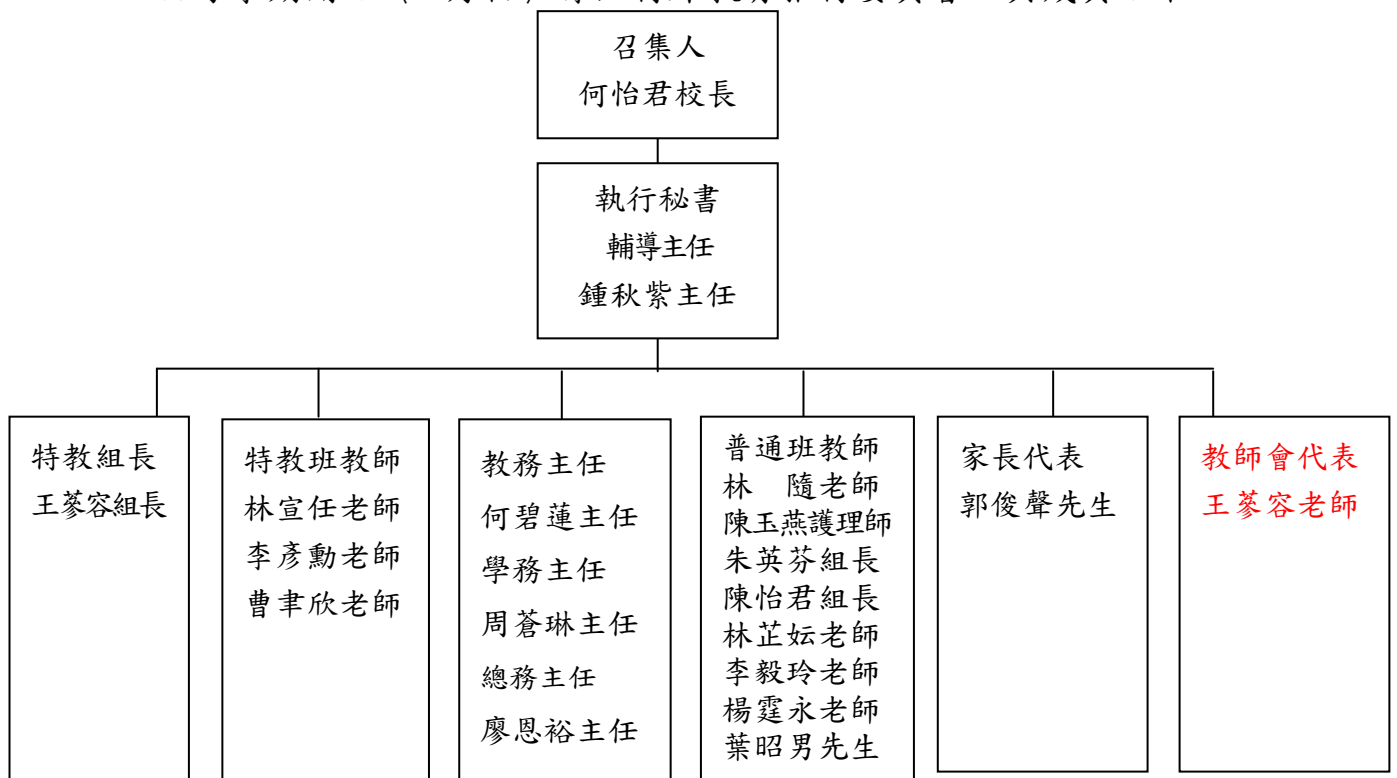 召集人
何怡君校長
執行秘書
輔導主任
鍾秋紫主任
特教組長
王蔘容組長
特教班教師
林宣任老師
李彥勳老師
曹聿欣老師
教務主任
何碧蓮主任
學務主任
周蒼琳主任
總務主任
廖恩裕主任
普通班教師
林　隨老師
陳玉燕護理師
朱英芬組長
陳怡君組長
林芷妘老師
李毅玲老師
楊霆永老師
葉昭男先生
家長代表
郭俊聲先生
教師會代表
王蔘容老師